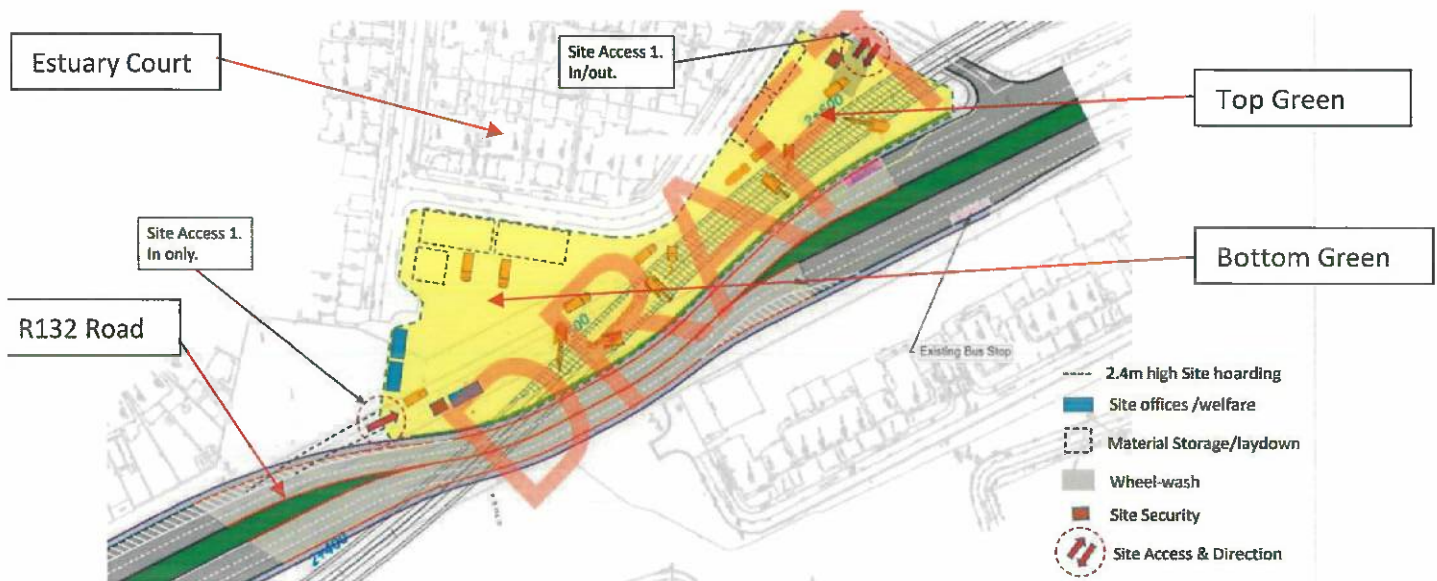 Estuary Court
Site Access 1.
In/out.
Top Green
Site Access 1.
In only.
Bottom Green
R132 Road
DRAFT
2+600
Existing Bus Stop
2.4m high Site hoarding
Site offices /welfare
Material Storage/laydown
Wheel-wash
Site Security
Site Access & Direction